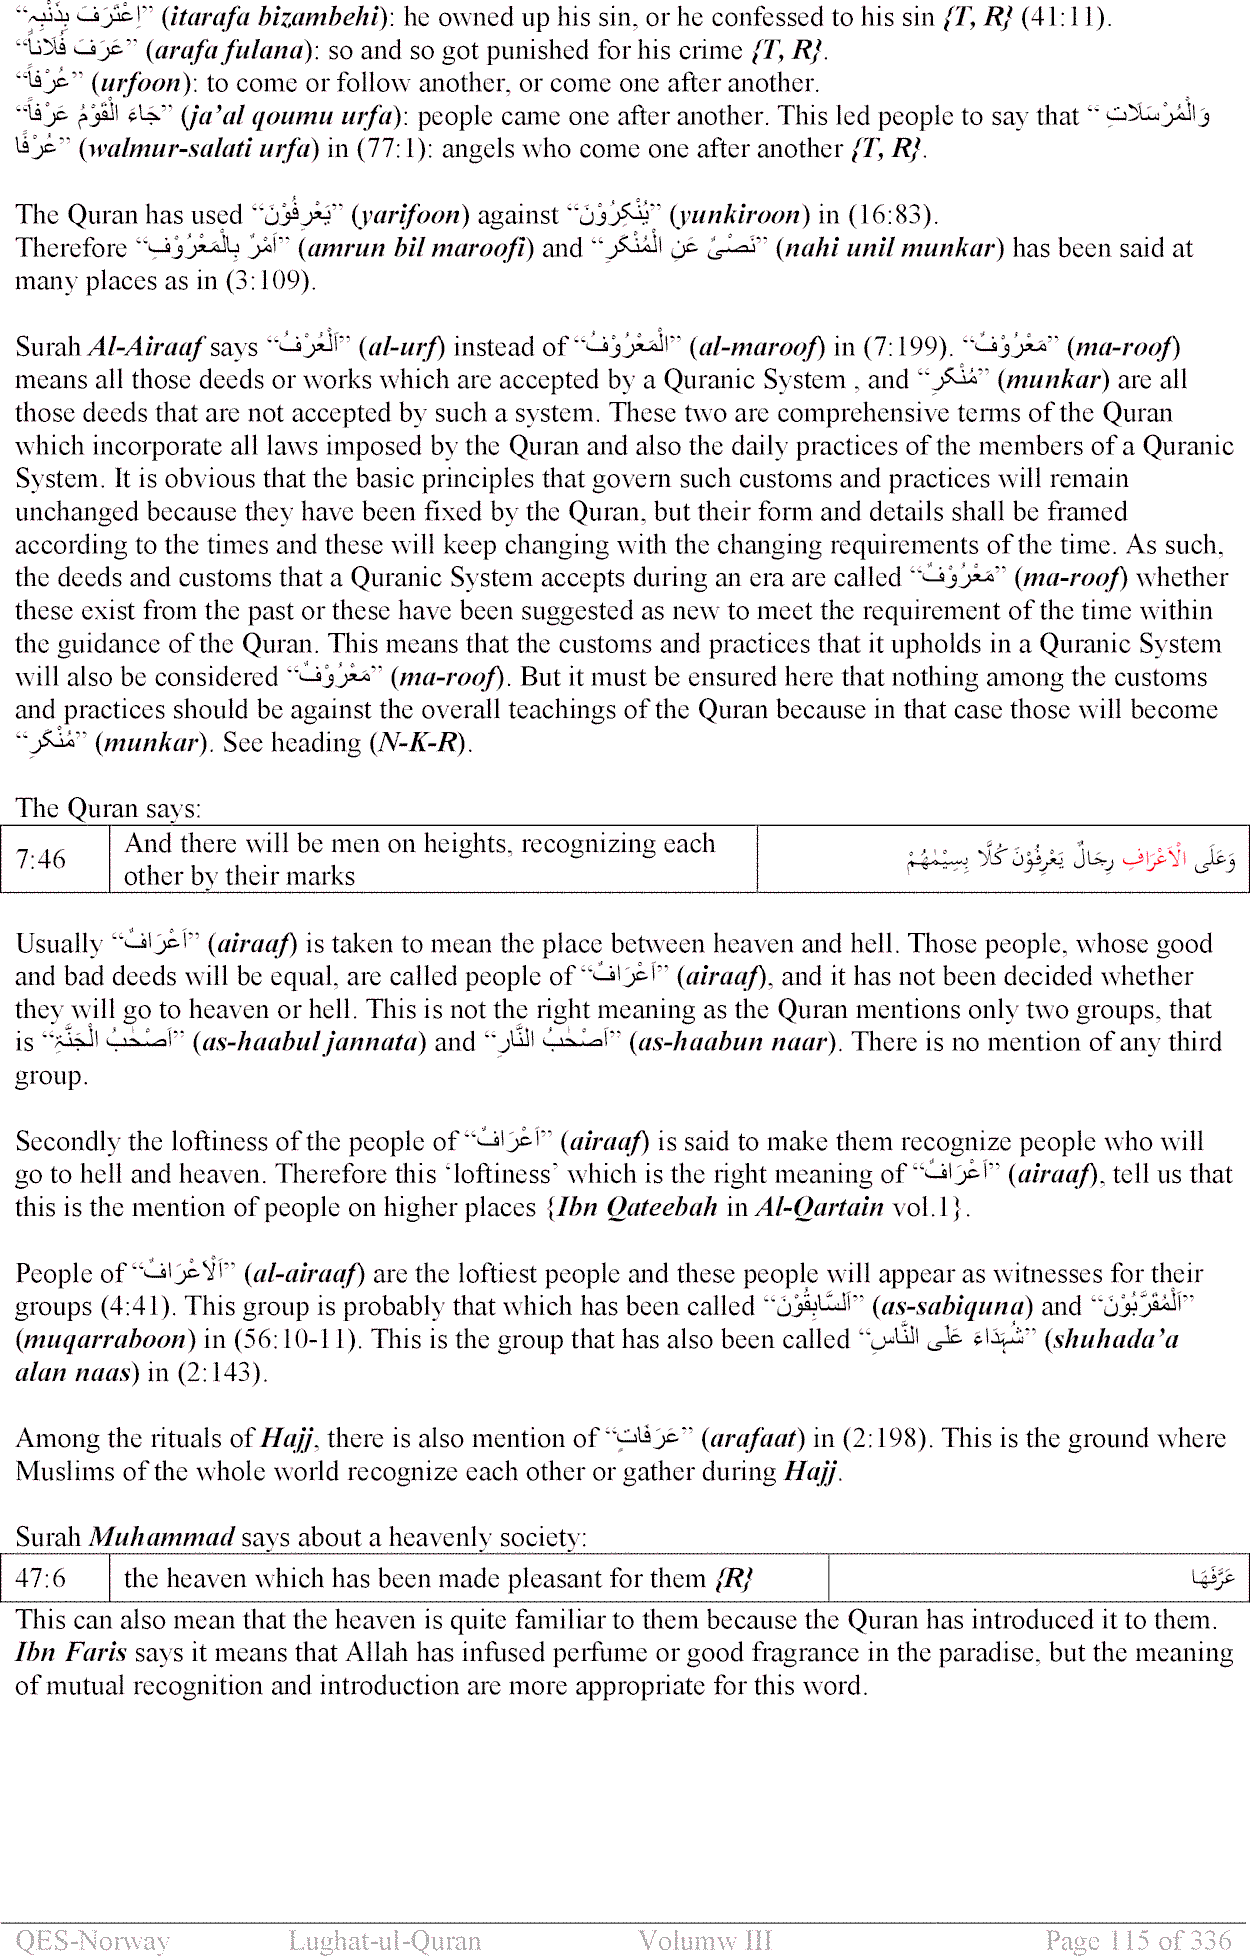 “اِعْتَرَفَ بِذَنْبِہٖ” (itarafa bizambehi): he owned up his sin, or he confessed to his sin {T, R} (41:11).
“عَرَفَ فُلَاناً” (arafa fulana): so and so got punished for his crime {T, R}.
“عُرْفاً” (urfoon): to come or follow another, or come one after another.
“جَاءَ الْقَوْمُ عَرْفاً” (ja’al qoumu urfa): people came one after another. This led people to say that “وَالْمُرْسَلَاتِ
عُرْفًا” (walmur-salati urfa) in (77:1): angels who come one after another {T, R}.
The Quran has used “یَعْرِفُوْنَ” (yarifoon) against “یُنْکِرُوْنَ” (yunkiroon) in (16:83).
Therefore “اَمْرٌ بِالْمَعْرُوْفِ” (amrun bil maroofi) and “نَھْیٌ عَنِ الْمُنْکَرِ” (nahi unil munkar) has been said at
many places as in (3:109).
Surah Al-Airaaf says “اَلْعُرْفُ” (al-urf) instead of “الْمَعْرُوْفُ” (al-maroof) in (7:199). “مَعْرُوْفٌ” (ma-roof)
means all those deeds or works which are accepted by a Quranic System , and “مُنْکَرِ” (munkar) are all
those deeds that are not accepted by such a system. These two are comprehensive terms of the Quran
which incorporate all laws imposed by the Quran and also the daily practices of the members of a Quranic
System. It is obvious that the basic principles that govern such customs and practices will remain
unchanged because they have been fixed by the Quran, but their form and details shall be framed
according to the times and these will keep changing with the changing requirements of the time. As such,
the deeds and customs that a Quranic System accepts during an era are called “مَعْرُوْفٌ” (ma-roof) whether
these exist from the past or these have been suggested as new to meet the requirement of the time within
the guidance of the Quran. This means that the customs and practices that it upholds in a Quranic System
will also be considered “مَعْرُوْفٌ” (ma-roof). But it must be ensured here that nothing among the customs
and practices should be against the overall teachings of the Quran because in that case those will become
“مُنْکَرِ” (munkar). See heading (N-K-R).
The Quran says:
7:46 And there will be men on heights, recognizing each وَعَلَی الْاَعْرَافِ رِجَالٌ یَعْرِفُوْنَ کُلًّا بِسِیْمٰھُمْ
other by their marks
Usually “اَعْرَافٌ” (airaaf) is taken to mean the place between heaven and hell. Those people, whose good
and bad deeds will be equal, are called people of “اَعْرَافٌ” (airaaf), and it has not been decided whether
they will go to heaven or hell. This is not the right meaning as the Quran mentions only two groups, that
is “اَصْحٰبُ الْجَنَّۃِ” (as-haabul jannata) and “اَصْحٰبُ النَّارِ” (as-haabun naar). There is no mention of any third
group.
Secondly the loftiness of the people of “اَعْرَافٌ” (airaaf) is said to make them recognize people who will
go to hell and heaven. Therefore this ‘loftiness’ which is the right meaning of “اَعْرَافٌ” (airaaf), tell us that
this is the mention of people on higher places {Ibn Qateebah in Al-Qartain vol.1}.
People of “اَلْاَعْرَافٌ” (al-airaaf) are the loftiest people and these people will appear as witnesses for their
groups (4:41). This group is probably that which has been called “اَلسَّابِقُوْنَ” (as-sabiquna) and “اَلْمُقَرَّبُوْنَ”
(muqarraboon) in (56:10-11). This is the group that has also been called “شُہَدَاءَ عَلَی النَّاسِ” (shuhada’a
alan naas) in (2:143).
Among the rituals of Hajj, there is also mention of “عَرَفَاتٍ” (arafaat) in (2:198). This is the ground where
Muslims of the whole world recognize each other or gather during Hajj.
Surah Muhammad says about a heavenly society:
47:6 the heaven which has been made pleasant for them {R} عَرَّفَھَا
This can also mean that the heaven is quite familiar to them because the Quran has introduced it to them.
Ibn Faris says it means that Allah has infused perfume or good fragrance in the paradise, but the meaning
of mutual recognition and introduction are more appropriate for this word.
QES-Norway Lughat-ul-Quran Volumw III Page 115 of 336